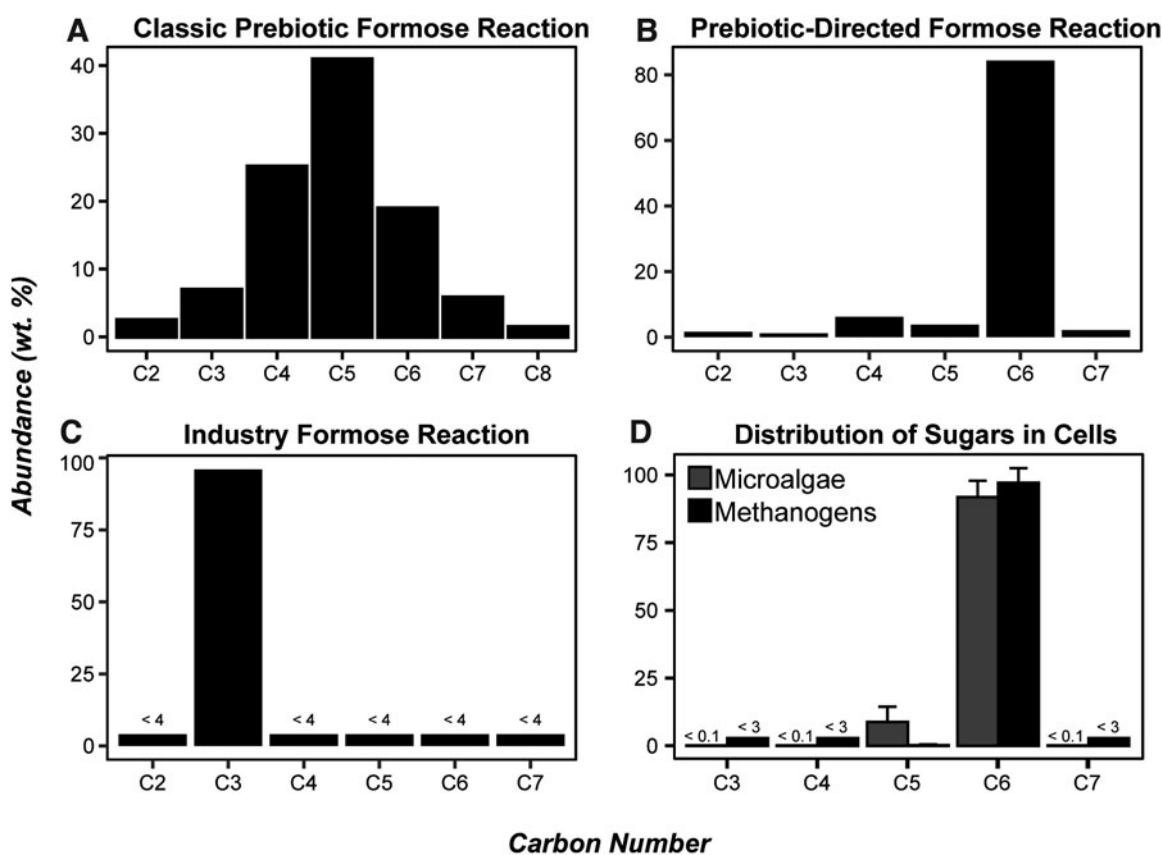 A Classic Prebiotic Formose Reaction
40
30
20
10
0
C2 C3 C4 C5 C6 C7 C8
B Prebiotic-Directed Formose Reaction
80
60
40
20
0
C2 C3 C4 C5 C6 C7
Abundance (wt. %)
C Industry Formose Reaction
100
75
50
25
0
< 4 < 4 < 4 < 4 < 4
C2 C3 C4 C5 C6 C7
D Distribution of Sugars in Cells
Microalgae
Methanogens
100
75
50
25
0
< 0.1 < 3 < 0.1 < 3 < 0.1 < 3
C3 C4 C5 C6 C7
Carbon Number